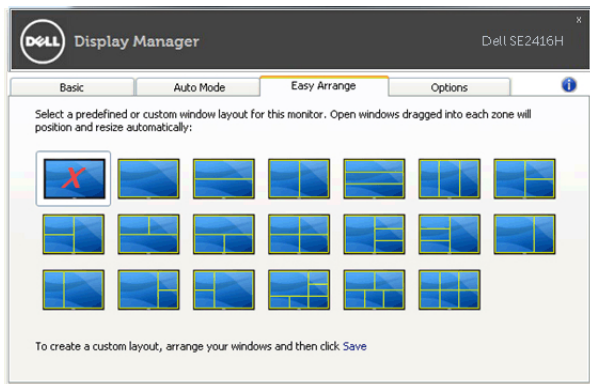 x
DELL Display Manager Dell SE2416H
Basic Auto Mode Easy Arrange Options i
Select a predefined or custom window layout for this monitor. Open windows dragged into each zone will
position and resize automatically:
X
To create a custom layout, arrange your windows and then click Save